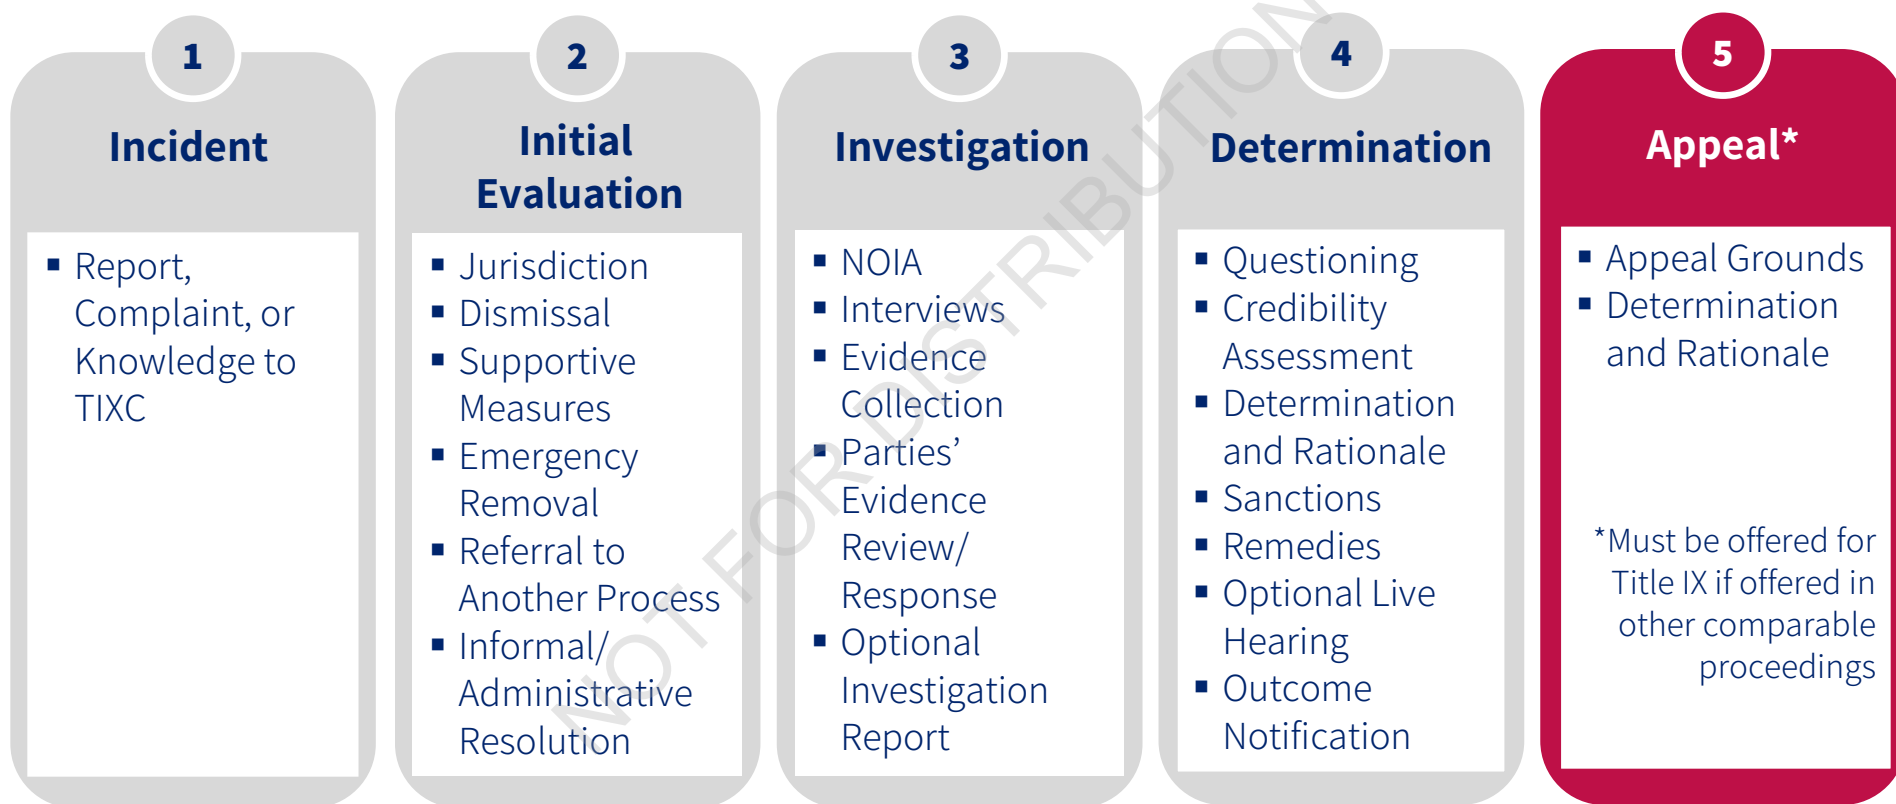 1
Incident
▪ Report,
Complaint, or
Knowledge to
TIXC
2
Initial
Evaluation
▪ Jurisdiction
▪ Dismissal
▪ Supportive
Measures
▪ Emergency
Removal
▪ Referral to
Another Process
▪ Informal/
Administrative
Resolution
3
Investigation
▪ NOIA
▪ Interviews
▪ Evidence
Collection
▪ Parties’
Evidence
Review/
Response
▪ Optional
Investigation
Report
4
Determination
▪ Questioning
▪ Credibility
Assessment
▪ Determination
and Rationale
▪ Sanctions
▪ Remedies
▪ Optional Live
Hearing
▪ Outcome
Notification
5
Appeal*
▪ Appeal Grounds
▪ Determination
and Rationale
*Must be offered for
Title IX if offered in
other comparable
proceedings
NOT FOR DISTRIBUTION